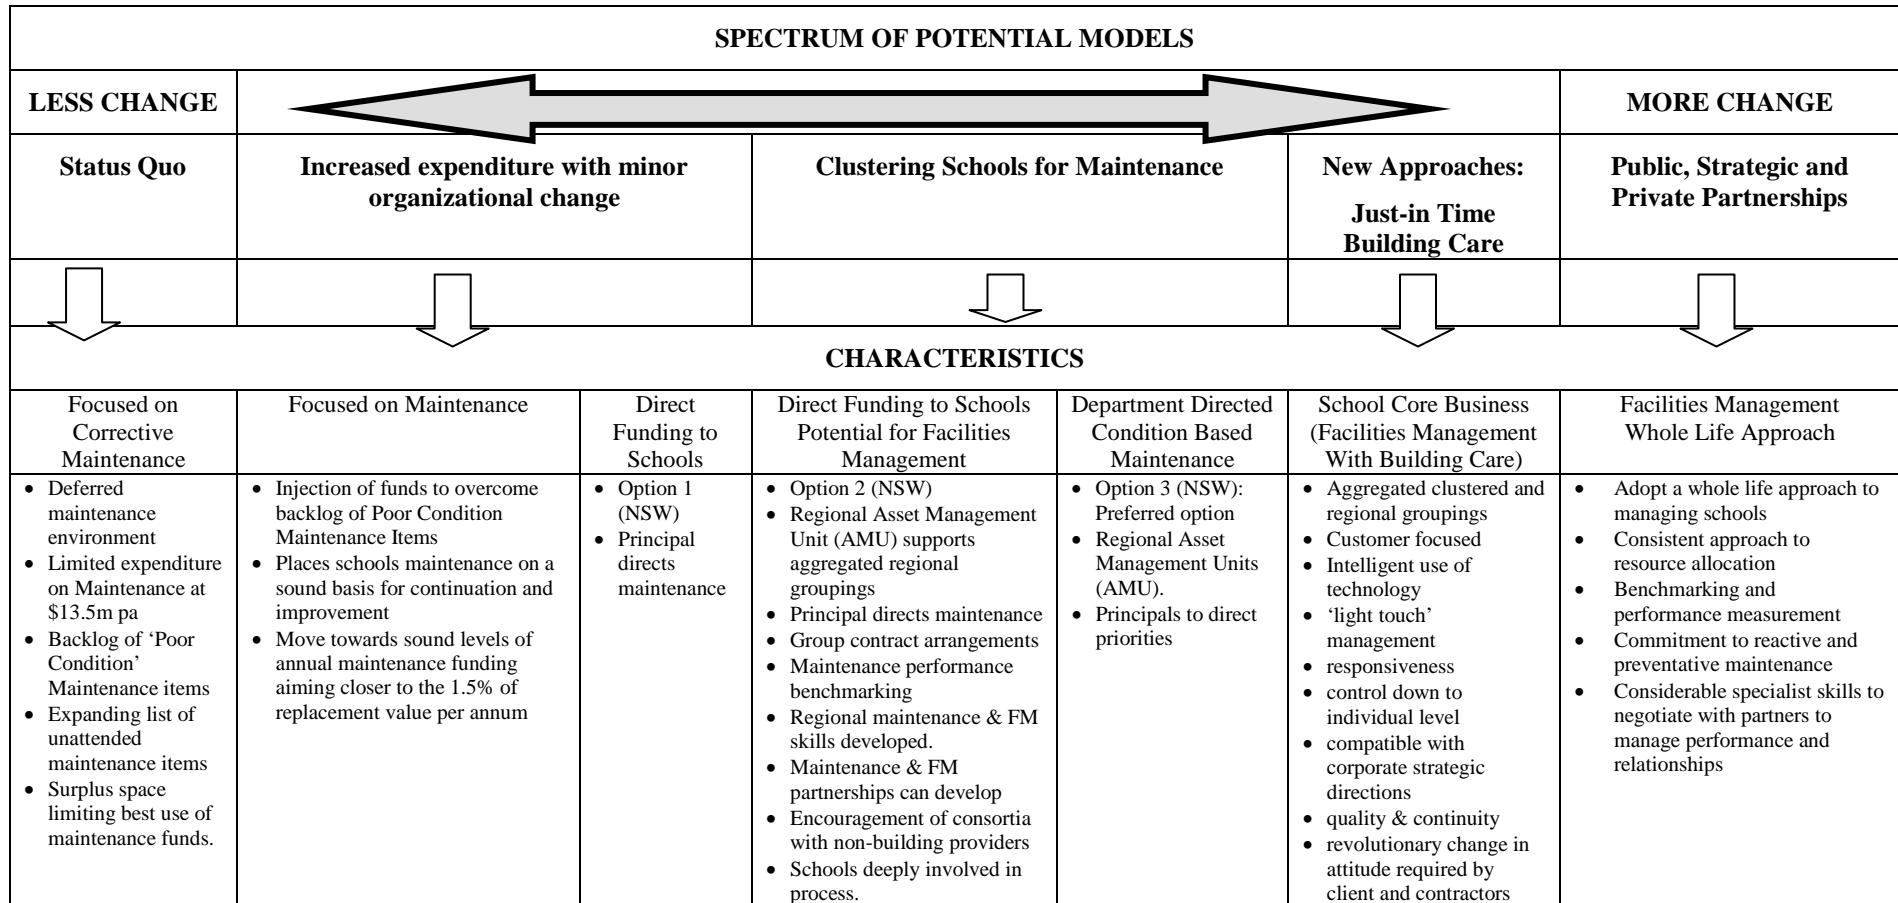 SPECTRUM OF POTENTIAL MODELS
LESS CHANGE
MORE CHANGE
Status Quo
Increased expenditure with minor
organizational change
Clustering Schools for Maintenance
New Approaches:
Just-in Time
Building Care
Public, Strategic and
Private Partnerships
CHARACTERISTICS
Focused on
Corrective
Maintenance
Focused on Maintenance
Direct
Funding to
Schools
Direct Funding to Schools
Potential for Facilities
Management
Department Directed
Condition Based
Maintenance
School Core Business
(Facilities Management
With Building Care)
Facilities Management
Whole Life Approach
• Deferred
maintenance
environment
• Limited expenditure
on Maintenance at
$13.5m pa
• Backlog of ‘Poor
Condition’
Maintenance items
• Expanding list of
unattended
maintenance items
• Surplus space
limiting best use of
maintenance funds.
• Injection of funds to overcome
backlog of Poor Condition
Maintenance Items
• Places schools maintenance on a
sound basis for continuation and
improvement
• Move towards sound levels of
annual maintenance funding
aiming closer to the 1.5% of
replacement value per annum
• Option 1
(NSW)
• Principal
directs
maintenance
• Option 2 (NSW)
• Regional Asset Management
Unit (AMU) supports
aggregated regional
groupings
• Principal directs maintenance
• Group contract arrangements
• Maintenance performance
benchmarking
• Regional maintenance & FM
skills developed.
• Maintenance & FM
partnerships can develop
• Encouragement of consortia
with non-building providers
• Schools deeply involved in
process.
• Option 3 (NSW):
Preferred option
• Regional Asset
Management Units
(AMU).
• Principals to direct
priorities
• Aggregated clustered and
regional groupings
• Customer focused
• Intelligent use of
technology
• ‘light touch’
management
• responsiveness
• control down to
individual level
• compatible with
corporate strategic
directions
• quality & continuity
• revolutionary change in
attitude required by
client and contractors
• Adopt a whole life approach to
managing schools
• Consistent approach to
resource allocation
• Benchmarking and
performance measurement
• Commitment to reactive and
preventative maintenance
• Considerable specialist skills to
negotiate with partners to
manage performance and
relationships